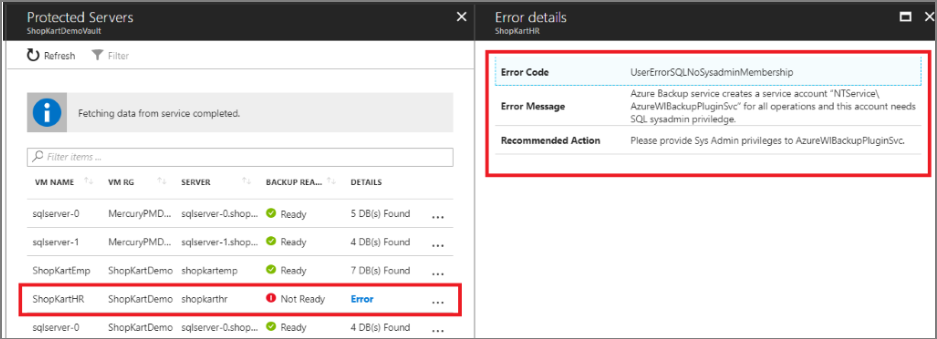 Protected Servers
ShopKartDemoVault
Refresh Filter
Fetching data from service completed.
Filter items ...
VM NAME VM RG SERVER BACKUP REA... DETAILS
sqlserver-0 MercuryPMD... sqlserver-0.shop... Ready 5 DB(s) Found ...
sqlserver-1 MercuryPMD... sqlserver-1.shop... Ready 4 DB(s) Found ...
ShopKartEmp ShopKartDemo shopkartemp Ready 7 DB(s) Found ...
ShopKartHR ShopKartDemo shopkarthr Not Ready Error ...
sqlserver-0 ShopKartDemo sqlserver-0.shop... Ready 4 DB(s) Found ...
Error details
ShopKartHR
Error Code UserErrorSQLNoSysadminMembership
Error Message Azure Backup service creates a service account "NTService\
AzureWlBackupPluginSvc" for all operations and this account needs
SQL sysadmin priviledge.
Recommended Action Please provide Sys Admin privileges to AzureWlBackupPluginSvc.